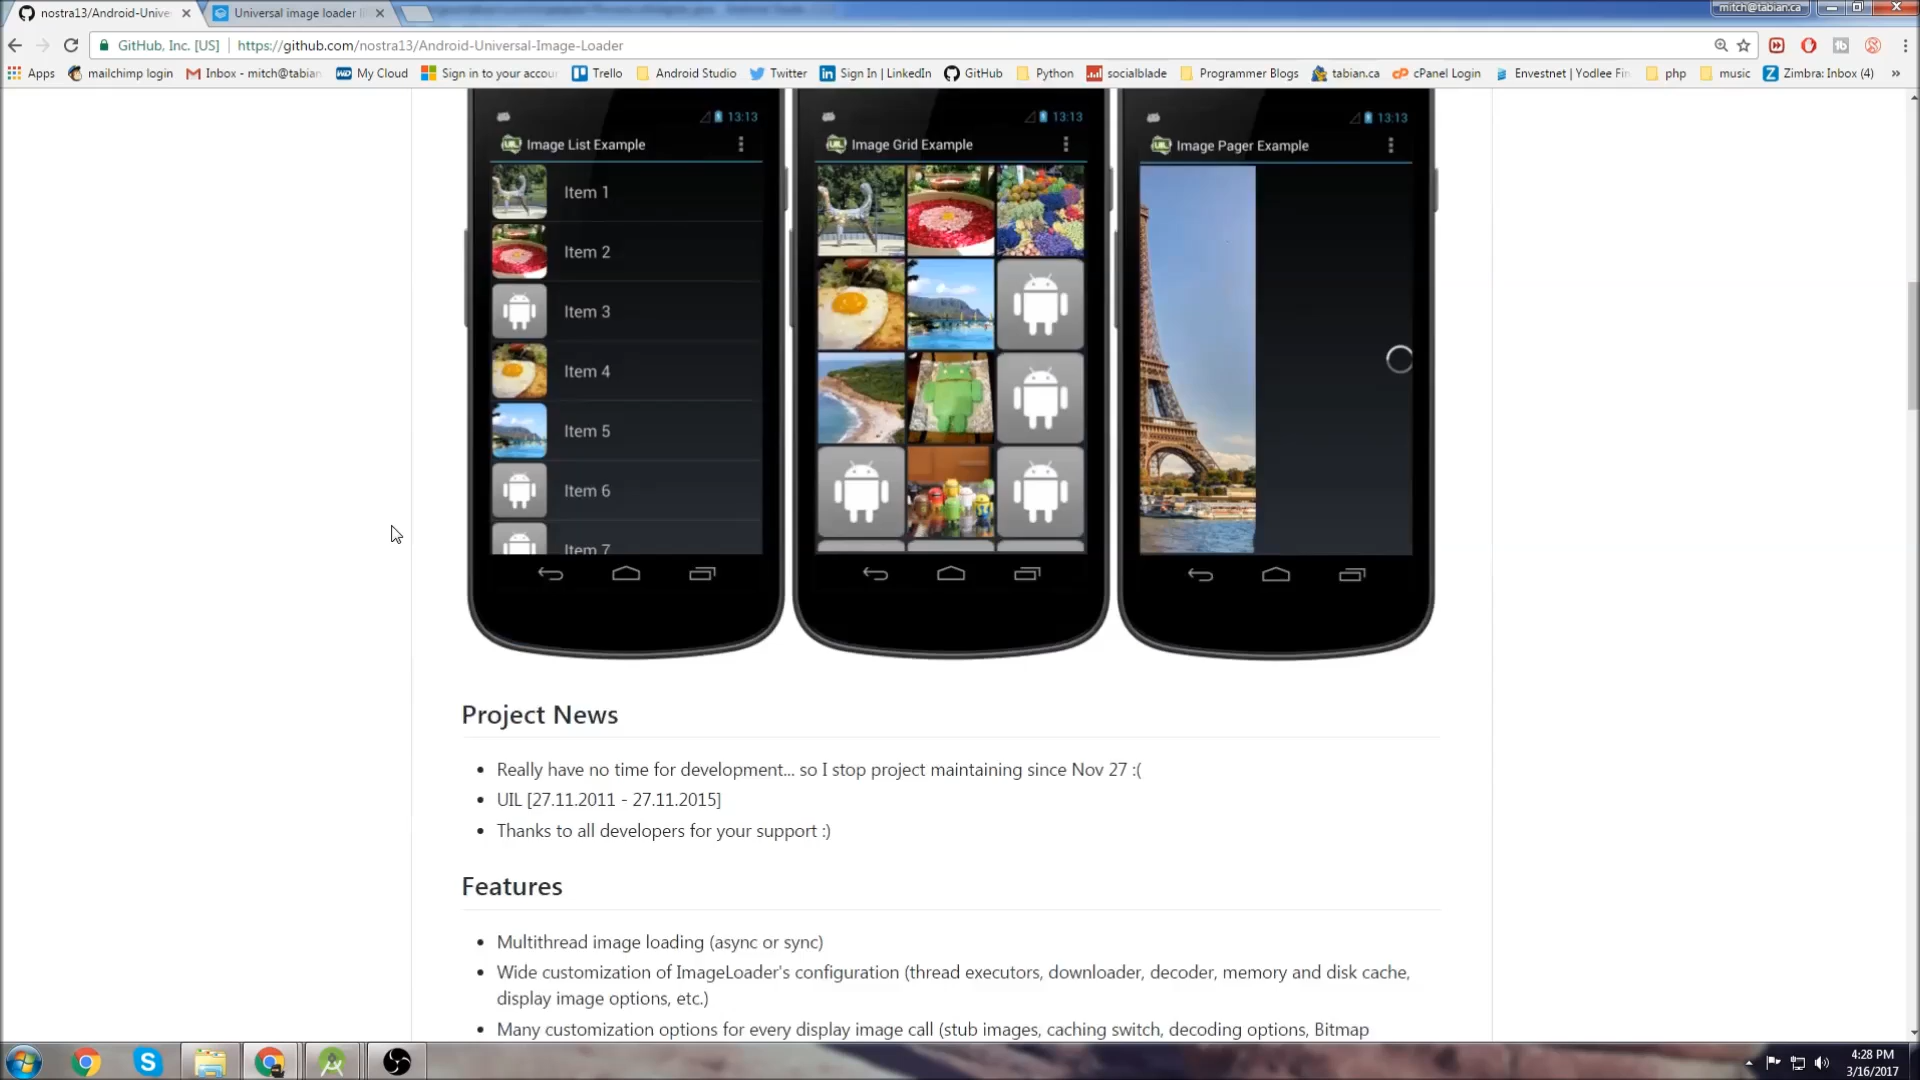 nostra13/Android-Unive
Universal image loader
mitch@tabian.ca
GitHub, Inc. [US]
https://github.com/nostra13/Android-Universal-Image-Loader
Apps
mailchimp login
Inbox - mitch@tabian
My Cloud
Sign in to your accou
Trello
Android Studio
Twitter
Sign In | LinkedIn
GitHub
Python
socialblade
Programmer Blogs
tabian.ca
cPanel Login
Envestnet | Yodlee Fin
php
music
Zimbra: Inbox (4)
»
13:13
Image List Example
Item 1
Item 2
Item 3
Item 4
Item 5
Item 6
Item 7
13:13
Image Grid Example
13:13
Image Pager Example
Project News
• Really have no time for development... so I stop project maintaining since Nov 27 :(
• UIL [27.11.2011 - 27.11.2015]
• Thanks to all developers for your support :)
Features
• Multithread image loading (async or sync)
• Wide customization of ImageLoader's configuration (thread executors, downloader, decoder, memory and disk cache,
display image options, etc.)
• Many customization options for every display image call (stub images, caching switch, decoding options, Bitmap
4:28 PM
3/16/2017